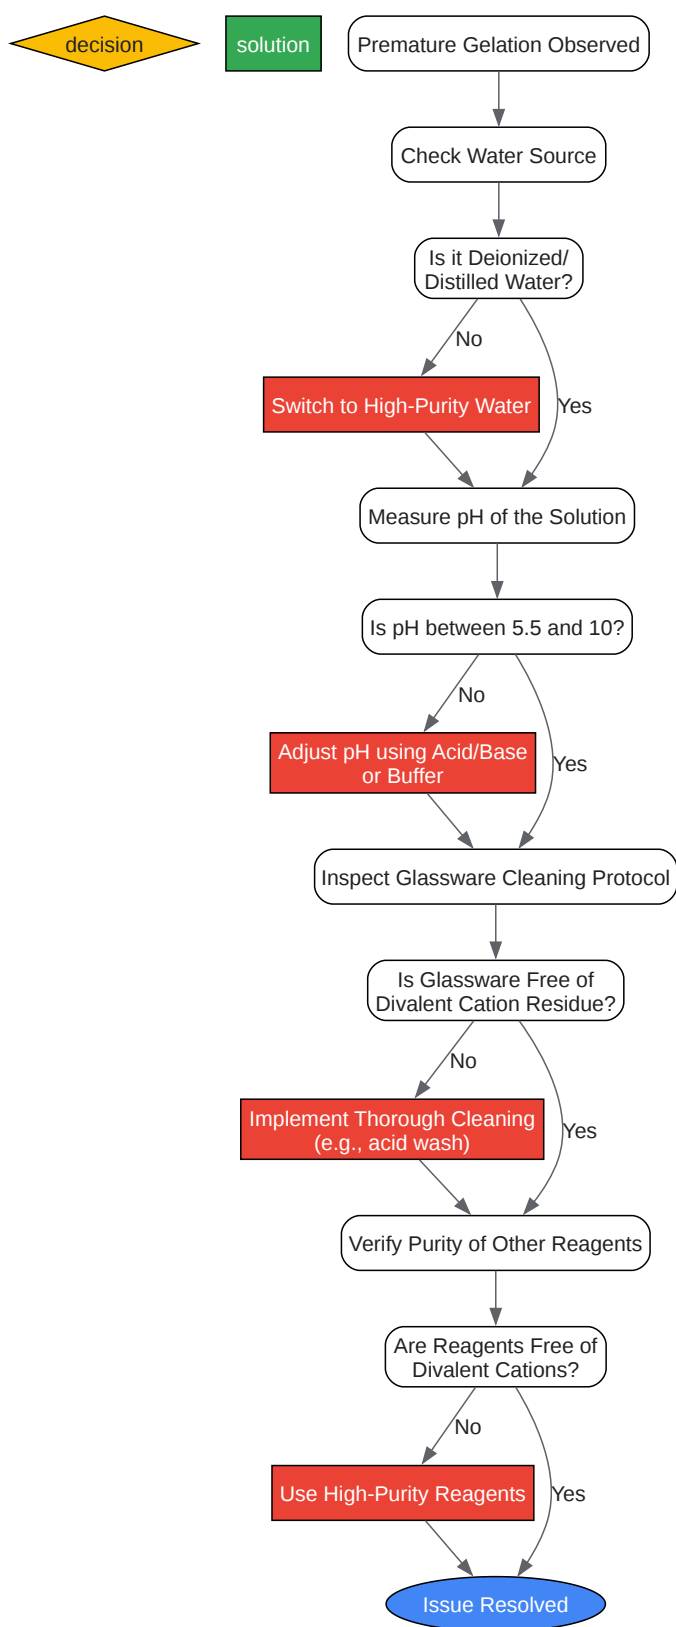 decision
solution
Premature Gelation Observed
Check Water Source
Is it Deionized/
Distilled Water?
No
Switch to High-Purity Water
Yes
Measure pH of the Solution
Is pH between 5.5 and 10?
No
Adjust pH using Acid/Base
or Buffer
Yes
Inspect Glassware Cleaning Protocol
Is Glassware Free of
Divalent Cation Residue?
No
Implement Thorough Cleaning
(e.g., acid wash)
Yes
Verify Purity of Other Reagents
Are Reagents Free of
Divalent Cations?
No
Use High-Purity Reagents
Yes
Issue Resolved